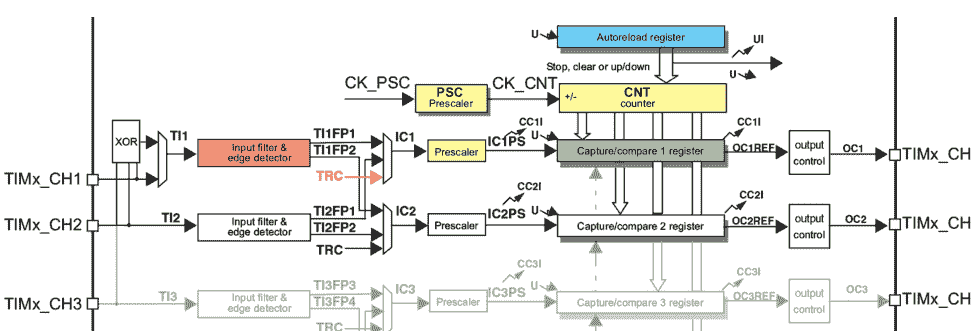 U
Autoreload register
UI
Stop, clear or up/down
U
CK_PSC
PSC
Prescaler
CK_CNT
+/-
CNT
counter
XOR
TI1
Input filter &
edge detector
TI1FP1
TI1FP2
TRC
IC1
Prescaler
IC1PS
CC1I
U
Capture/compare 1 register
CC1I
OC1REF
output
control
OC1
TIMx_CH
TIMx_CH1
TIMx_CH2
TI2
Input filter &
edge detector
TI2FP1
TI2FP2
TRC
IC2
Prescaler
IC2PS
CC2I
U
Capture/compare 2 register
CC2I
OC2REF
output
control
OC2
TIMx_CH
TIMx_CH3
TI3
Input filter &
edge detector
TI3FP3
TI3FP4
TRC
IC3
Prescaler
IC3PS
CC3I
U
Capture/compare 3 register
CC3I
OC3REF
output
control
OC3
TIMx_CH